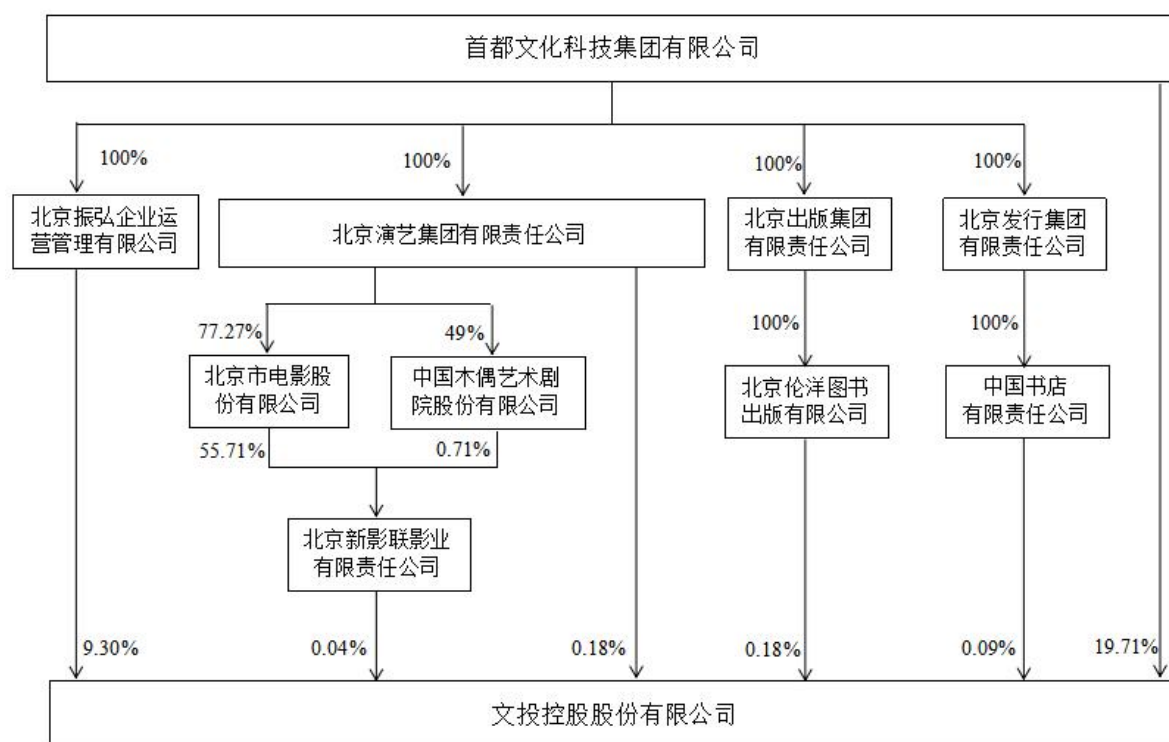 首都文化科技集团有限公司
100%
100%
100%
100%
北京振弘企业运
营管理有限公司
北京演艺集团有限责任公司
北京出版集团
有限责任公司
北京发行集团
有限责任公司
77.27%
49%
100%
100%
北京市电影股
份有限公司
中国木偶艺术剧
院股份有限公司
北京伦洋图书
出版有限公司
中国书店
有限责任公司
55.71%
0.71%
北京新影联影业
有限责任公司
9.30%
0.04%
0.18%
0.18%
0.09%
19.71%
文投控股股份有限公司